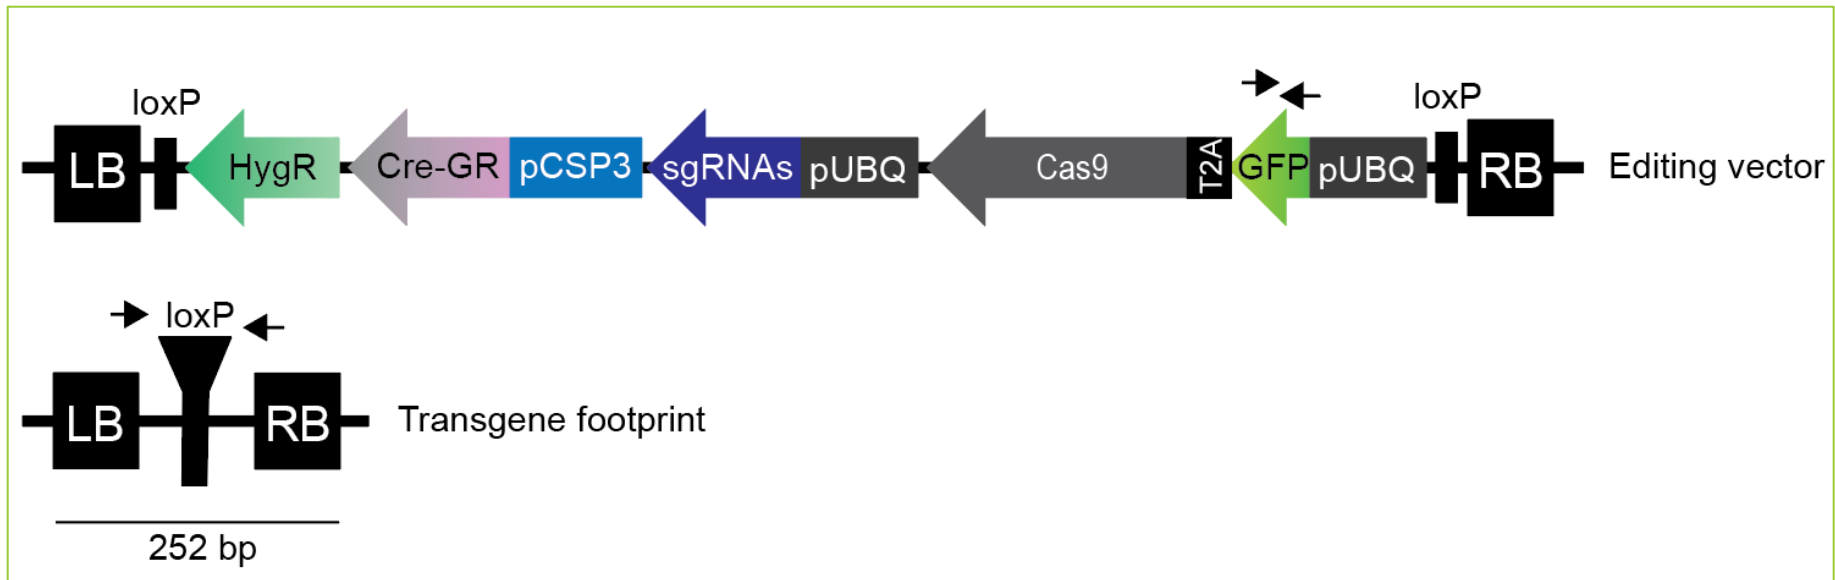 loxP loxP
LB HygR Cre-GR pCSP3 sgRNAs pUBQ Cas9 T2A GFP pUBQ RB Editing vector
loxP
LB RB Transgene footprint
252 bp